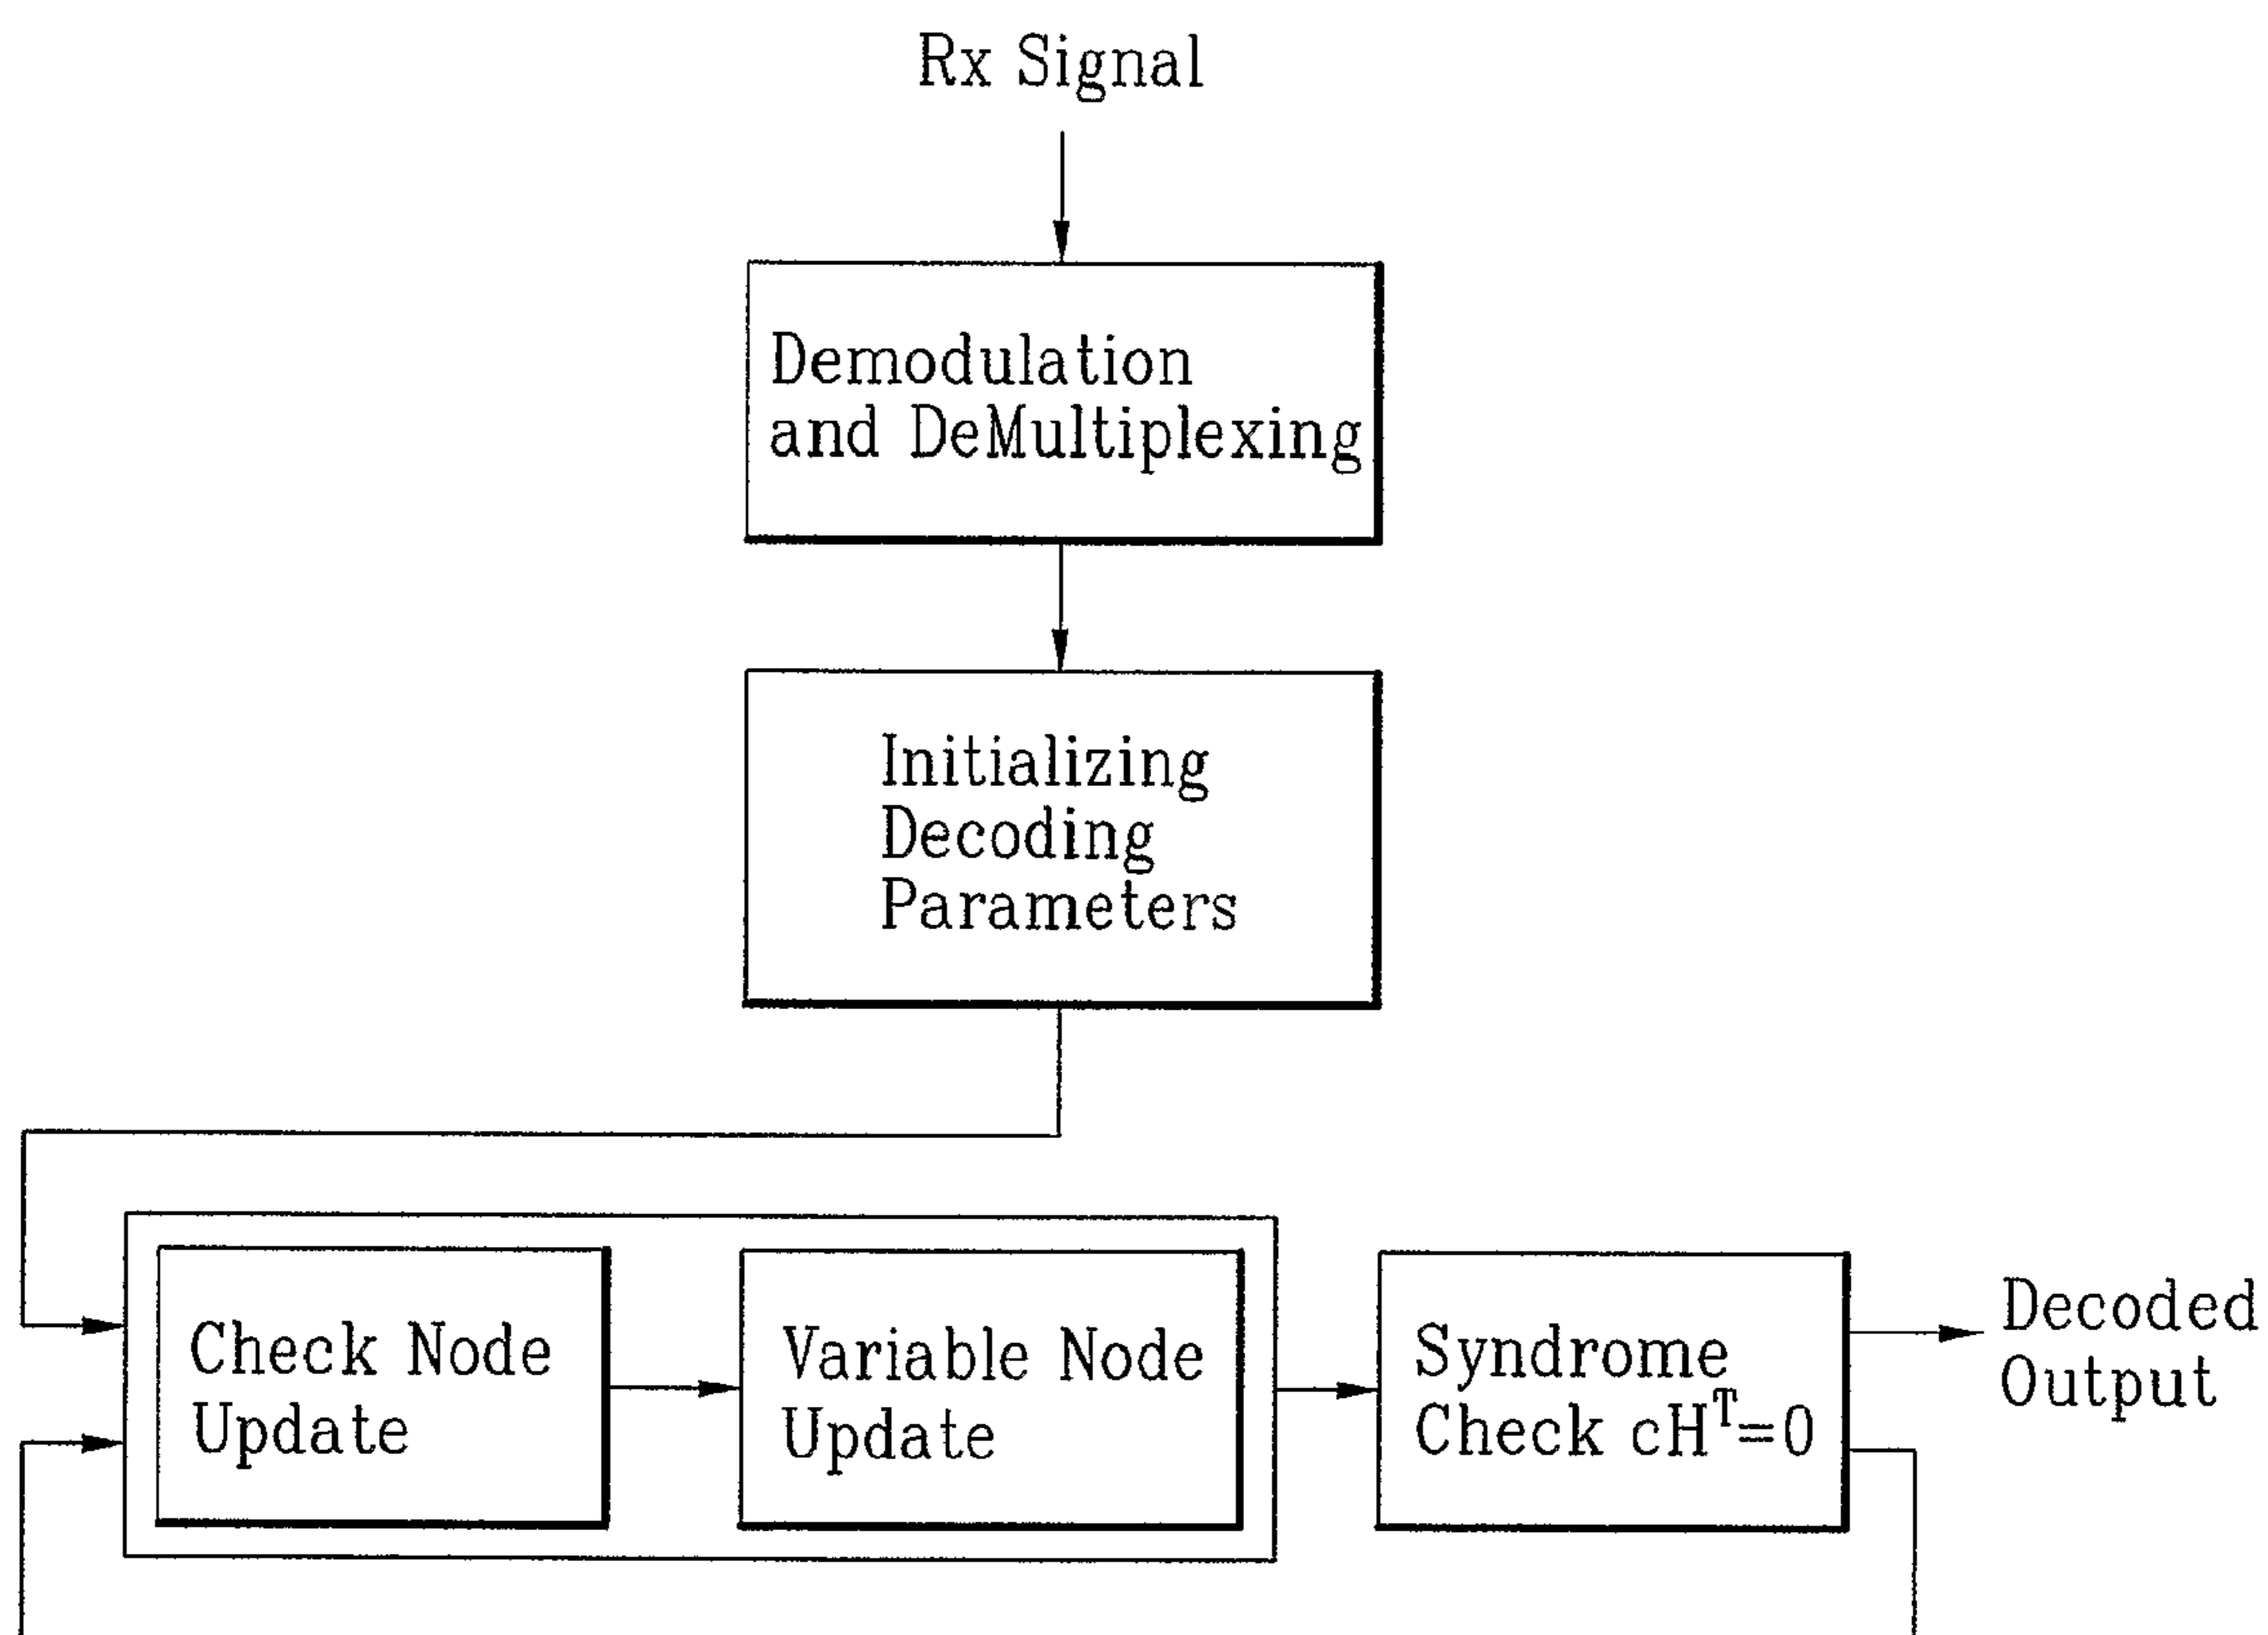 Rx Signal
Demodulation
and DeMultiplexing
Initializing
Decoding
Parameters
Check Node
Update
Variable Node
Update
Syndrome
Check cHᵀ=0
Decoded
Output